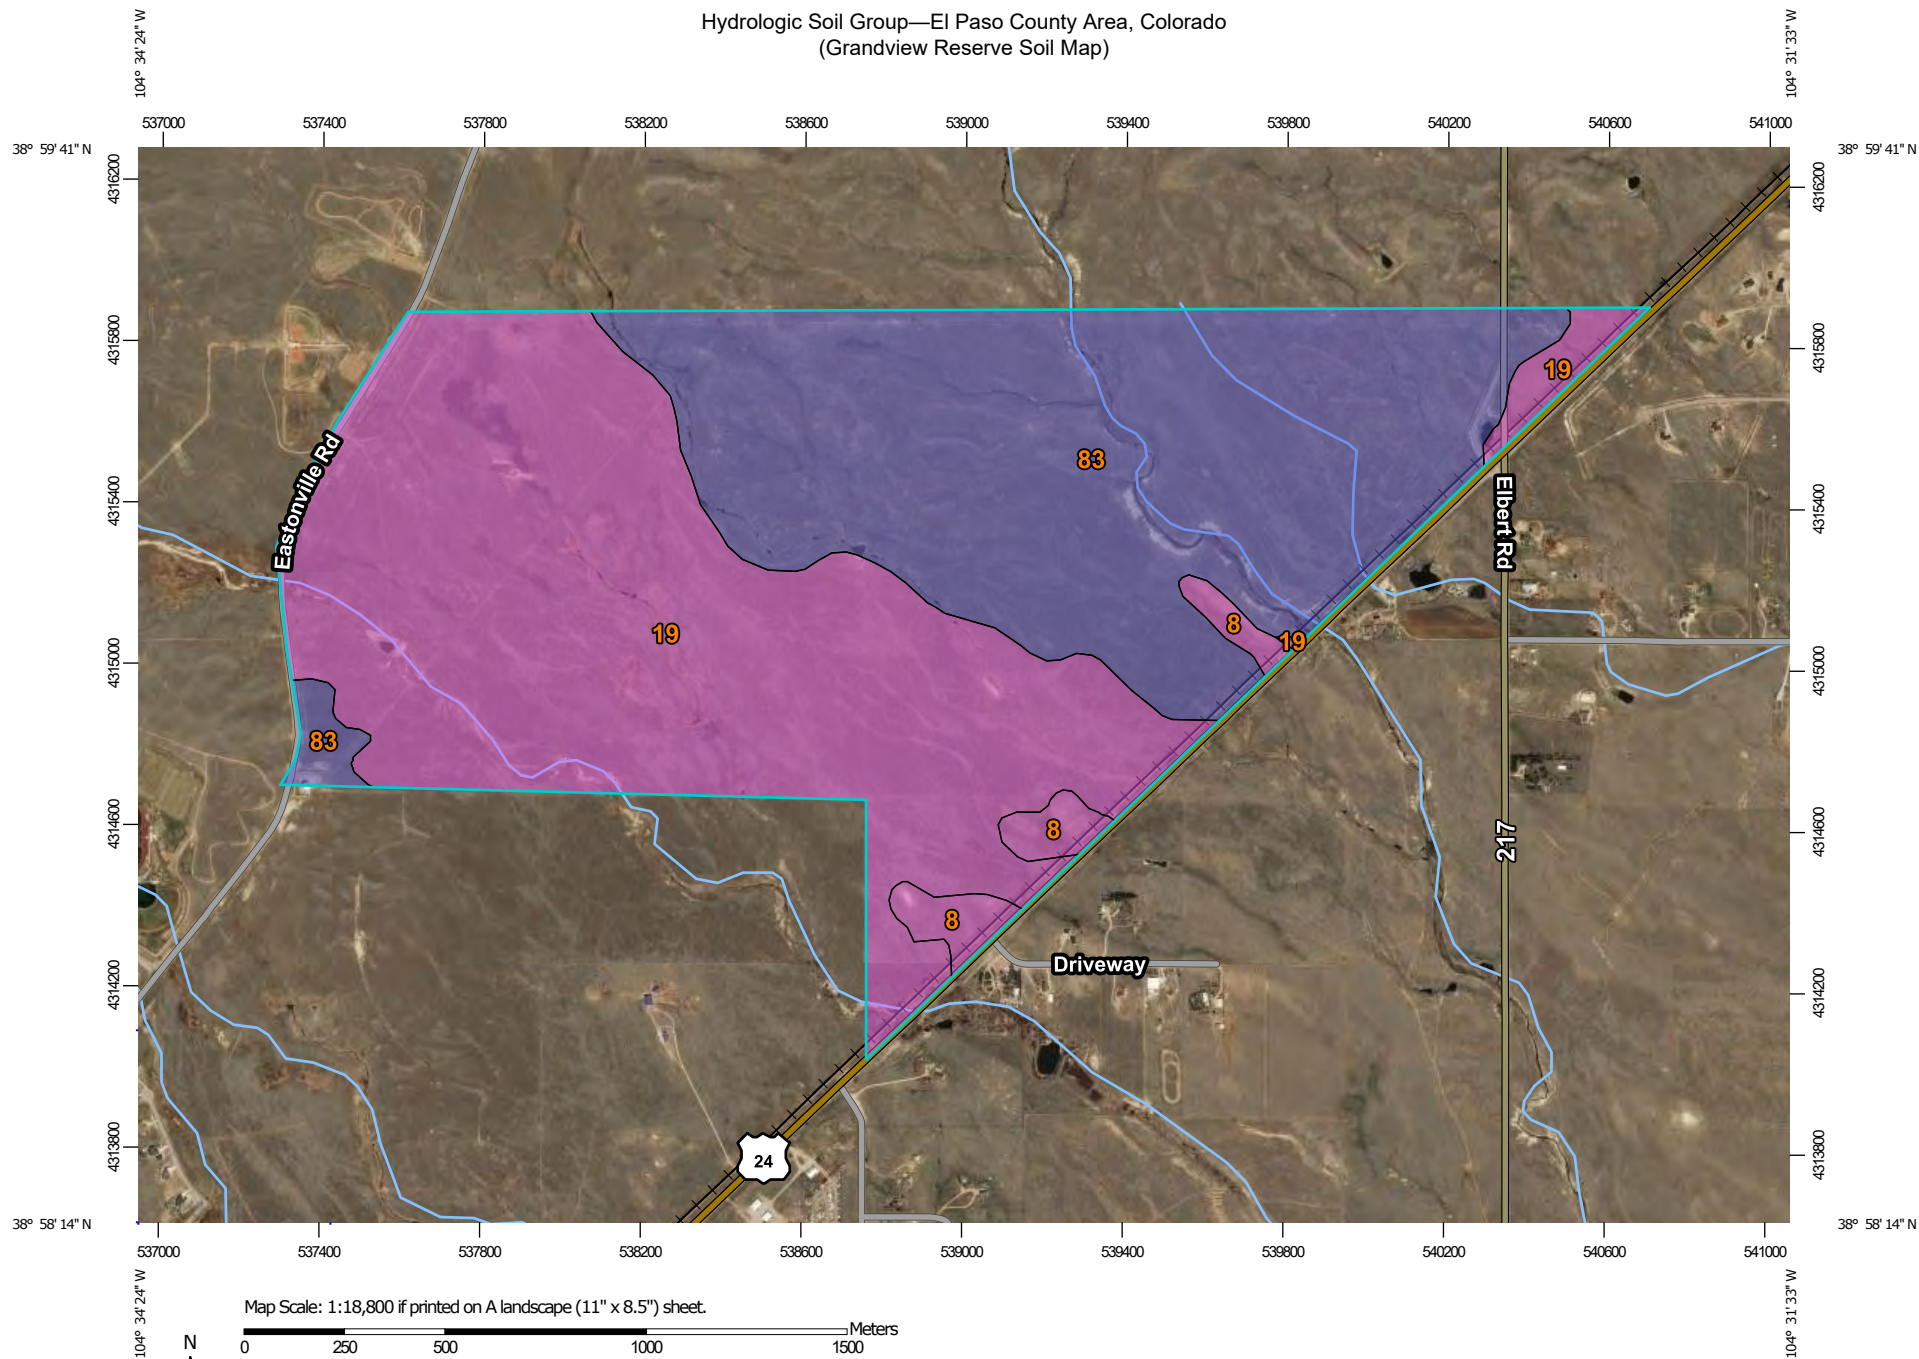 Hydrologic Soil Group—El Paso County Area, Colorado
(Grandview Reserve Soil Map)
104° 34' 24'' W
104° 31' 33'' W
537000 537400 537800 538200 538600 539000 539400 539800 540200 540600 541000
38° 59' 41'' N
38° 59' 41'' N
4316200
4316200
4315800
4315800
19
Eastonville Rd
83
4315400
4315400
Elbert Rd
8
19
19
4315000
4315000
83
4314600
8
217
4314600
8
Driveway
4314200
4314200
4313800
24
4313800
38° 58' 14'' N
38° 58' 14'' N
537000 537400 537800 538200 538600 539000 539400 539800 540200 540600 541000
104° 34' 24'' W
104° 31' 33'' W
Map Scale: 1:18,800 if printed on A landscape (11" x 8.5") sheet.
Meters
N
0 250 500 1000 1500